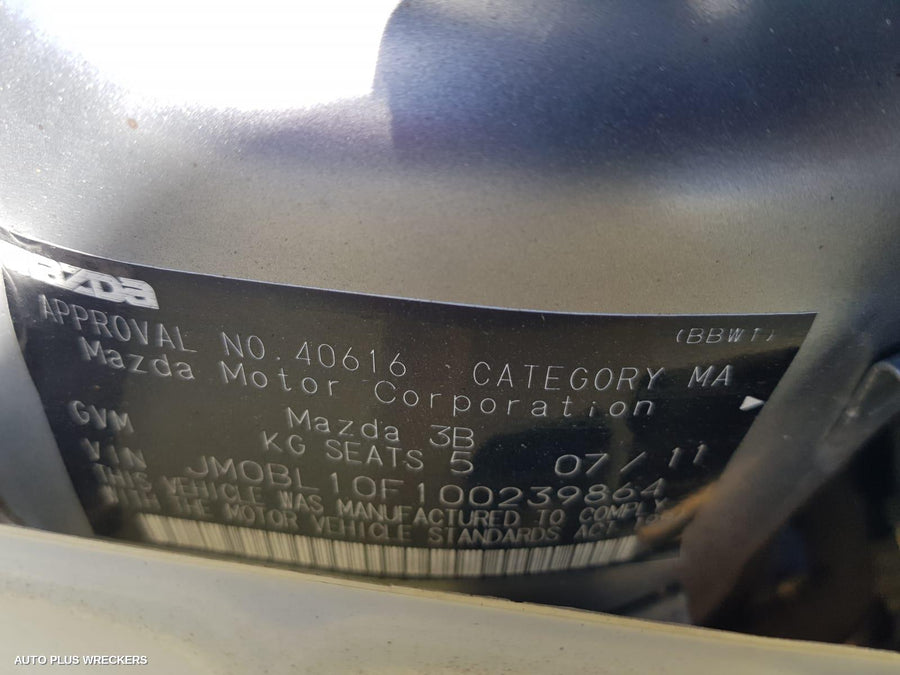 mazda
(BBWT)
APPROVAL NO. 40616 CATEGORY MA
Mazda Motor Corporation
Mazda 3B
GVM KG SEATS 5 07/11
VIN JM0BL10F100239864
THIS VEHICLE WAS MANUFACTURED TO COMPLY
WITH THE MOTOR VEHICLE STANDARDS ACT
AUTO PLUS WRECKERS